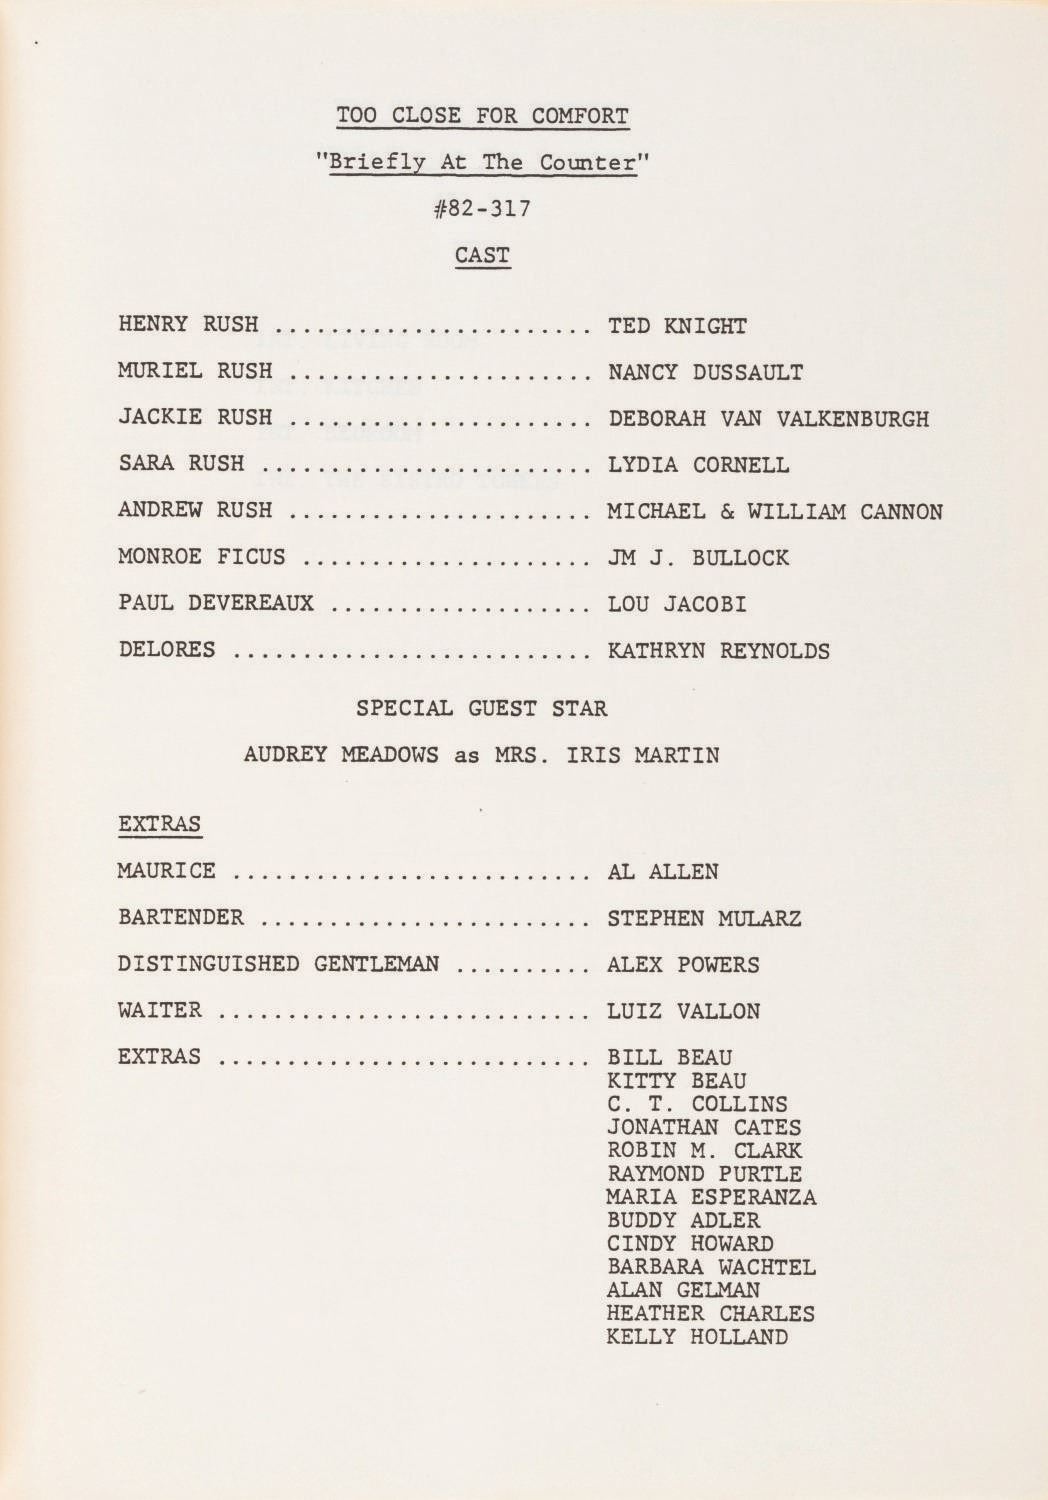 TOO CLOSE FOR COMFORT
"Briefly At The Counter"
#82-317
CAST
HENRY RUSH ....................... TED KNIGHT
MURIEL RUSH ...................... NANCY DUSSAULT
JACKIE RUSH ...................... DEBORAH VAN VALKENBURGH
SARA RUSH ........................ LYDIA CORNELL
ANDREW RUSH ...................... MICHAEL & WILLIAM CANNON
MONROE FICUS ..................... JM J. BULLOCK
PAUL DEVEREAUX ................... LOU JACOBI
DELORES .......................... KATHRYN REYNOLDS
SPECIAL GUEST STAR
AUDREY MEADOWS as MRS. IRIS MARTIN
EXTRAS
MAURICE .......................... AL ALLEN
BARTENDER ........................ STEPHEN MULARZ
DISTINGUISHED GENTLEMAN .......... ALEX POWERS
WAITER ........................... LUIZ VALLON
EXTRAS ........................... BILL BEAU
KITTY BEAU
C. T. COLLINS
JONATHAN CATES
ROBIN M. CLARK
RAYMOND PURTLE
MARIA ESPERANZA
BUDDY ADLER
CINDY HOWARD
BARBARA WACHTEL
ALAN GELMAN
HEATHER CHARLES
KELLY HOLLAND